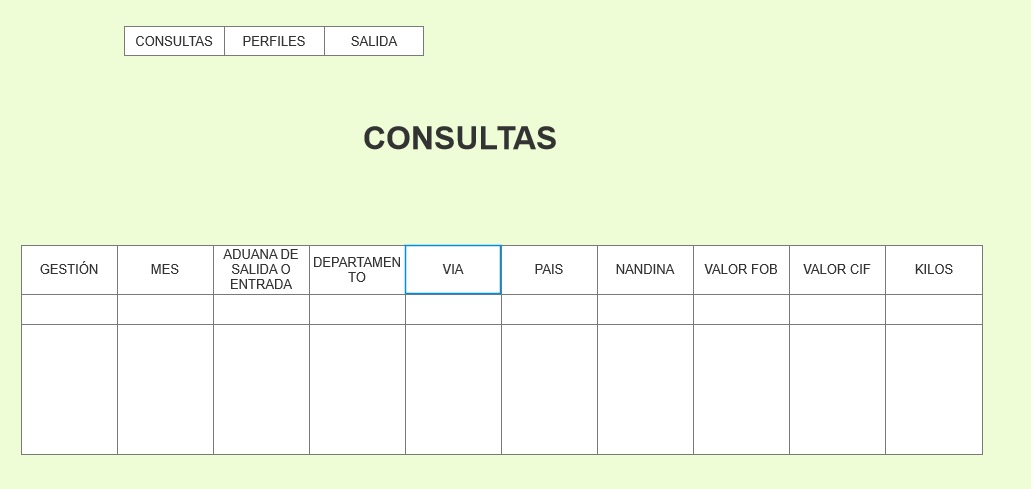 CONSULTAS PERFILES SALIDA
CONSULTAS
GESTIÓN MES ADUANA DE SALIDA O ENTRADA DEPARTAMENTO VIA PAIS NANDINA VALOR FOB VALOR CIF KILOS